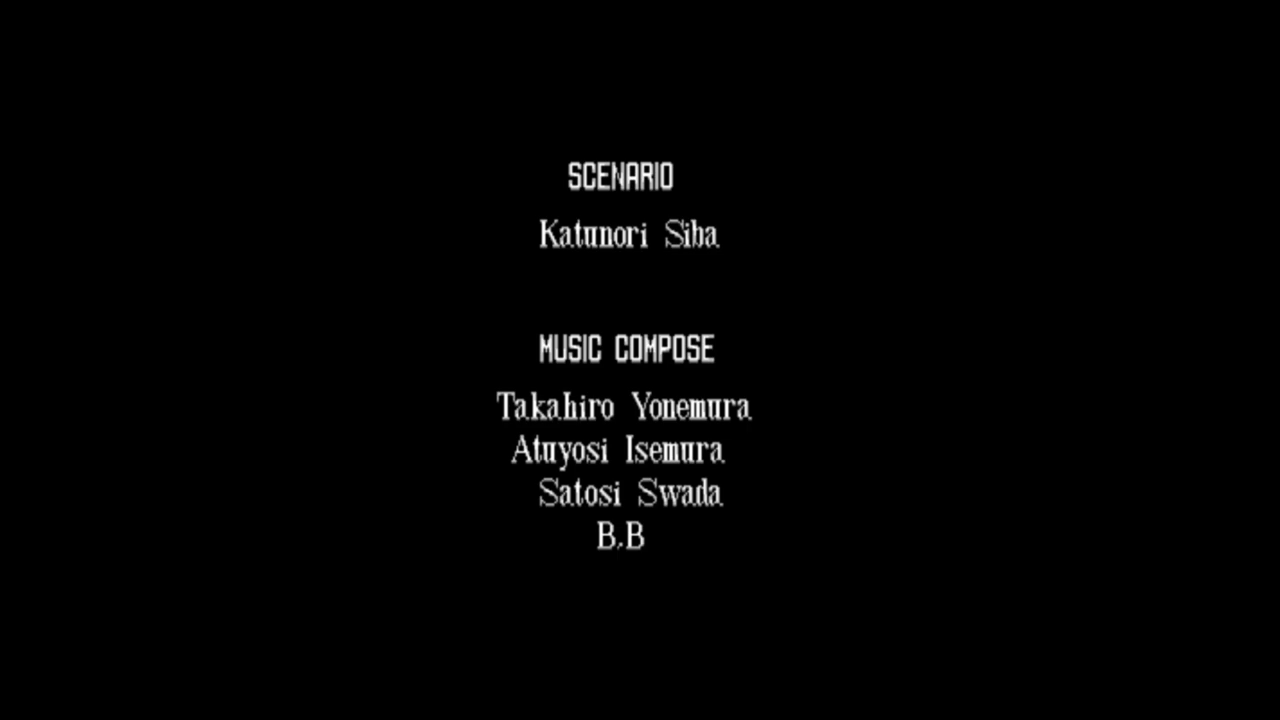 SCENARIO
Katunori Siba
MUSIC COMPOSE
Takahiro Yonemura
Atuyosi Isemura
Satosi Swada
B.B